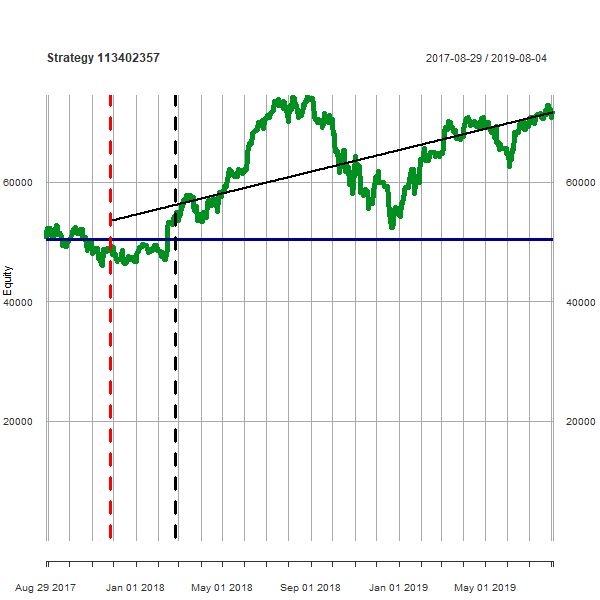 Strategy 113402357
2017-08-29 / 2019-08-04
60000
60000
Equity
40000
40000
20000
20000
Aug 29 2017
Jan 01 2018
May 01 2018
Sep 01 2018
Jan 01 2019
May 01 2019